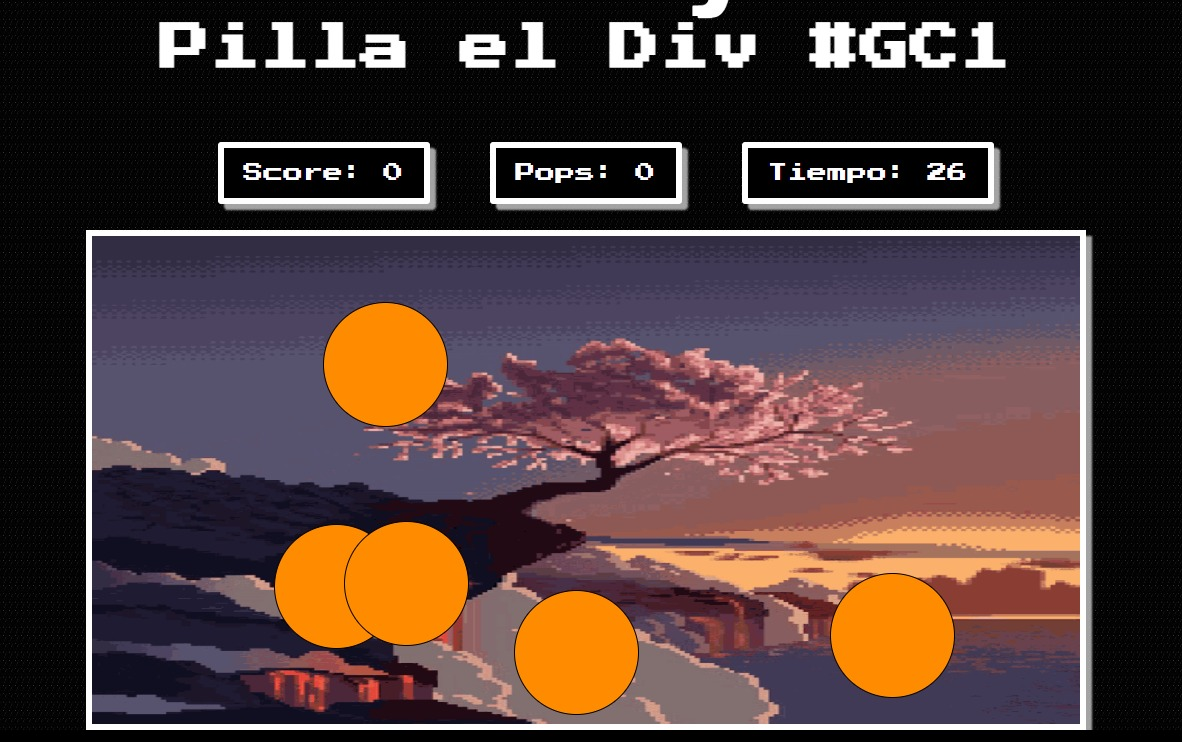 Pilla el Div #GC1
Score: 0
Pops: 0
Tiempo: 26